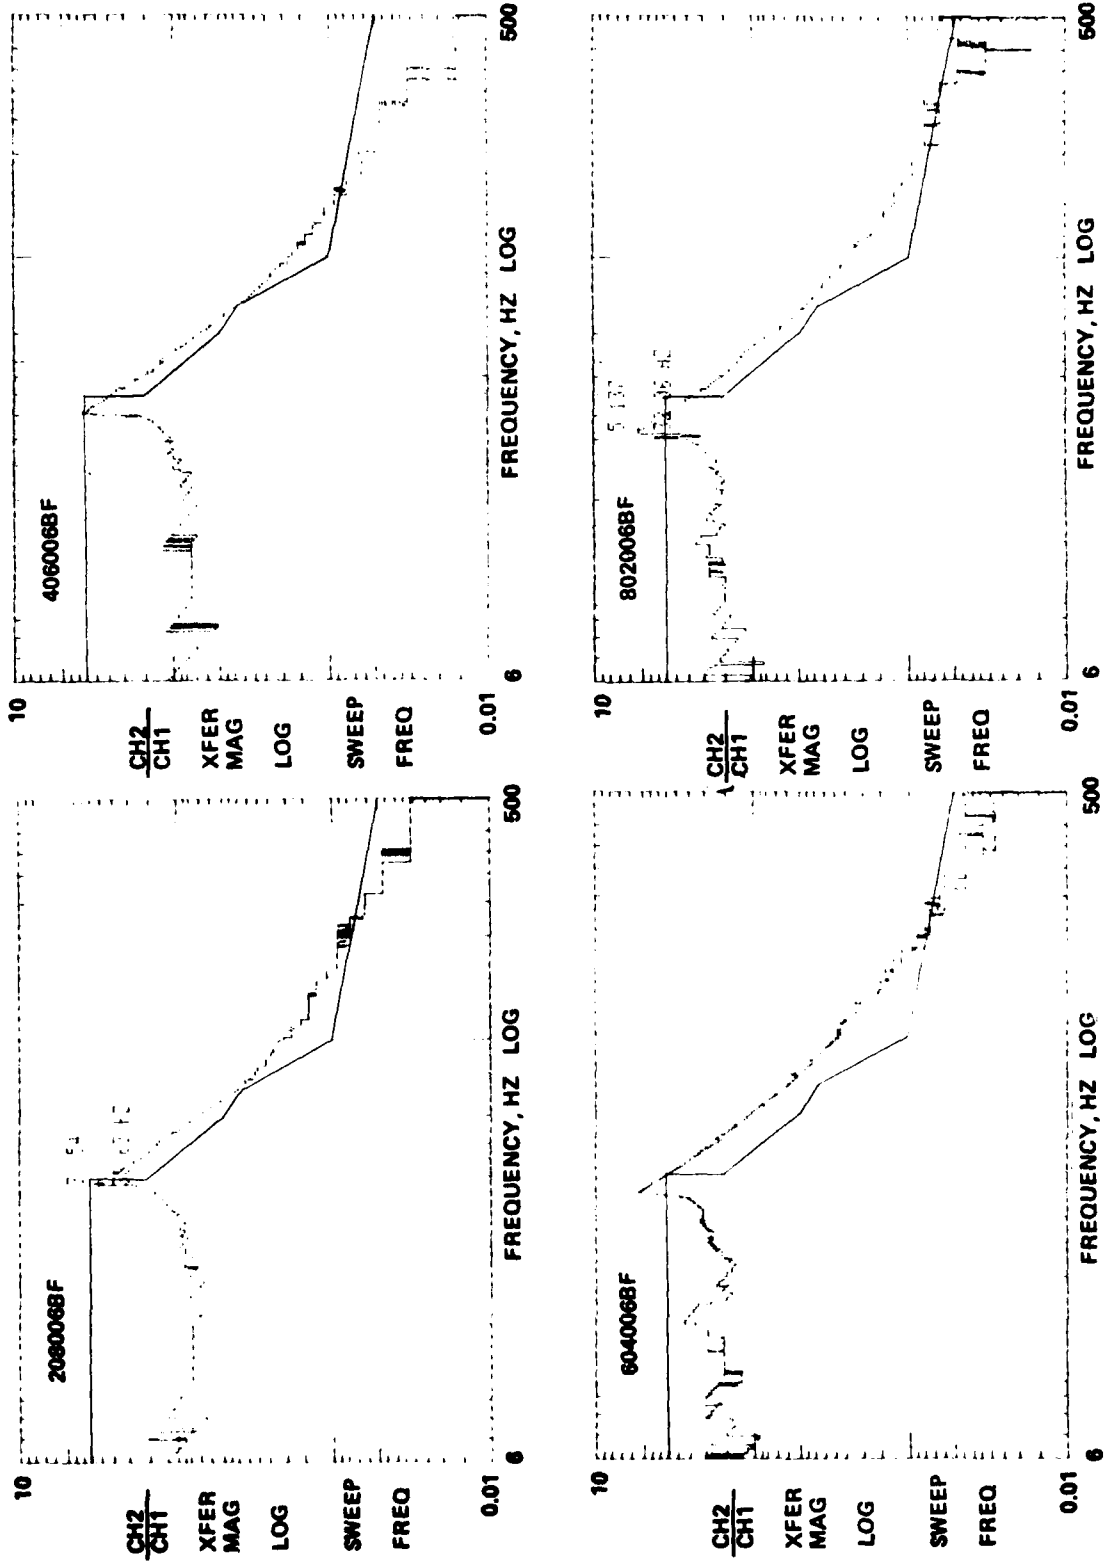 10
208006BF
CH2
CH1
XFER
MAG
LOG
SWEEP
FREQ
0.01
6
FREQUENCY, HZ LOG
500
10
406006BF
CH2
CH1
XFER
MAG
LOG
SWEEP
FREQ
0.01
6
FREQUENCY, HZ LOG
500
10
604006BF
CH2
CH1
XFER
MAG
LOG
SWEEP
FREQ
0.01
6
FREQUENCY, HZ LOG
500
10
802006BF
CH2
CH1
XFER
MAG
LOG
SWEEP
FREQ
0.01
6
FREQUENCY, HZ LOG
500